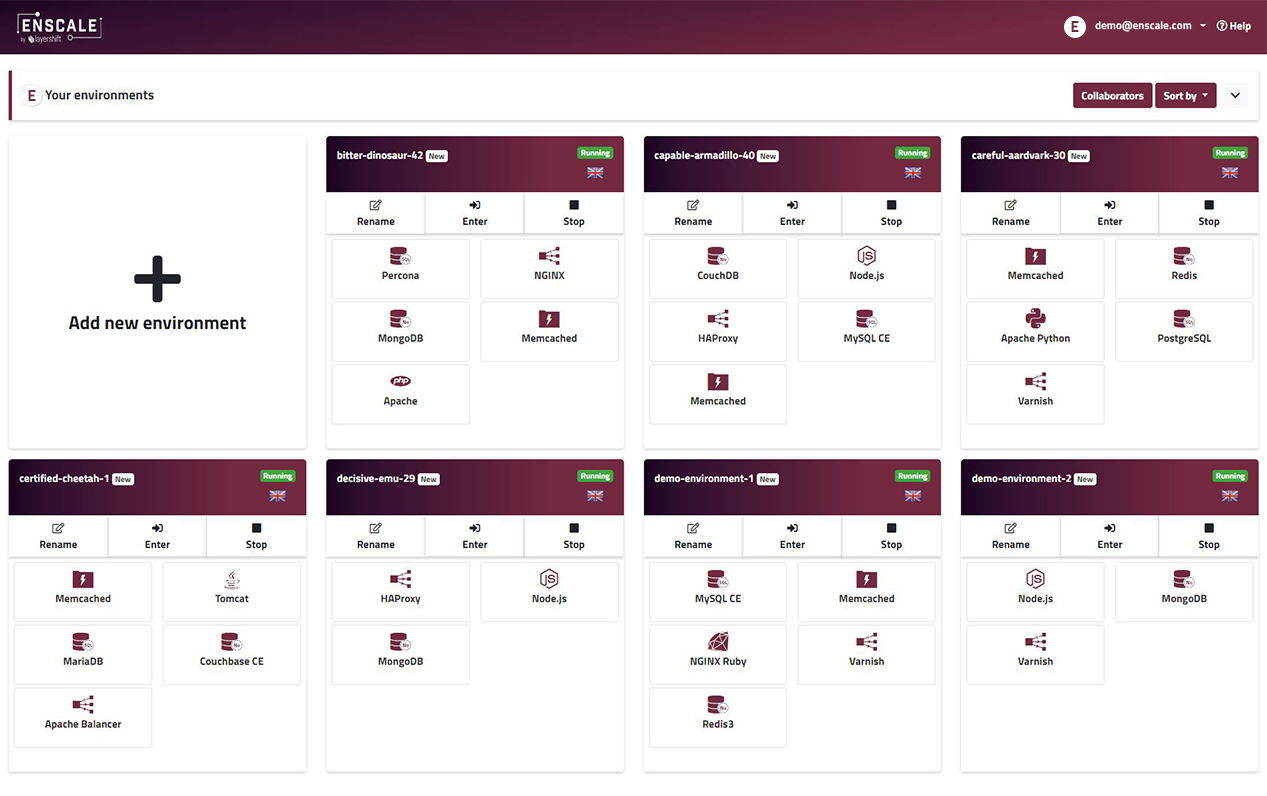 ENSCALE
by layershift
E demo@enscale.com Help
E Your environments
Collaborators Sort by
Add new environment
bitter-dinosaur-42 New Running
Rename Enter Stop
Percona NGINX
MongoDB Memcached
Apache
capable-armadillo-40 New Running
Rename Enter Stop
CouchDB Node.js
HAProxy MySQL CE
Memcached
careful-aardvark-30 New Running
Rename Enter Stop
Memcached Redis
Apache Python PostgreSQL
Varnish
certified-cheetah-1 New Running
Rename Enter Stop
Memcached Tomcat
MariaDB Couchbase CE
Apache Balancer
decisive-emu-29 New Running
Rename Enter Stop
HAProxy Node.js
MongoDB
demo-environment-1 New Running
Rename Enter Stop
MySQL CE Memcached
NGINX Ruby Varnish
Redis3
demo-environment-2 New Running
Rename Enter Stop
Node.js MongoDB
Varnish